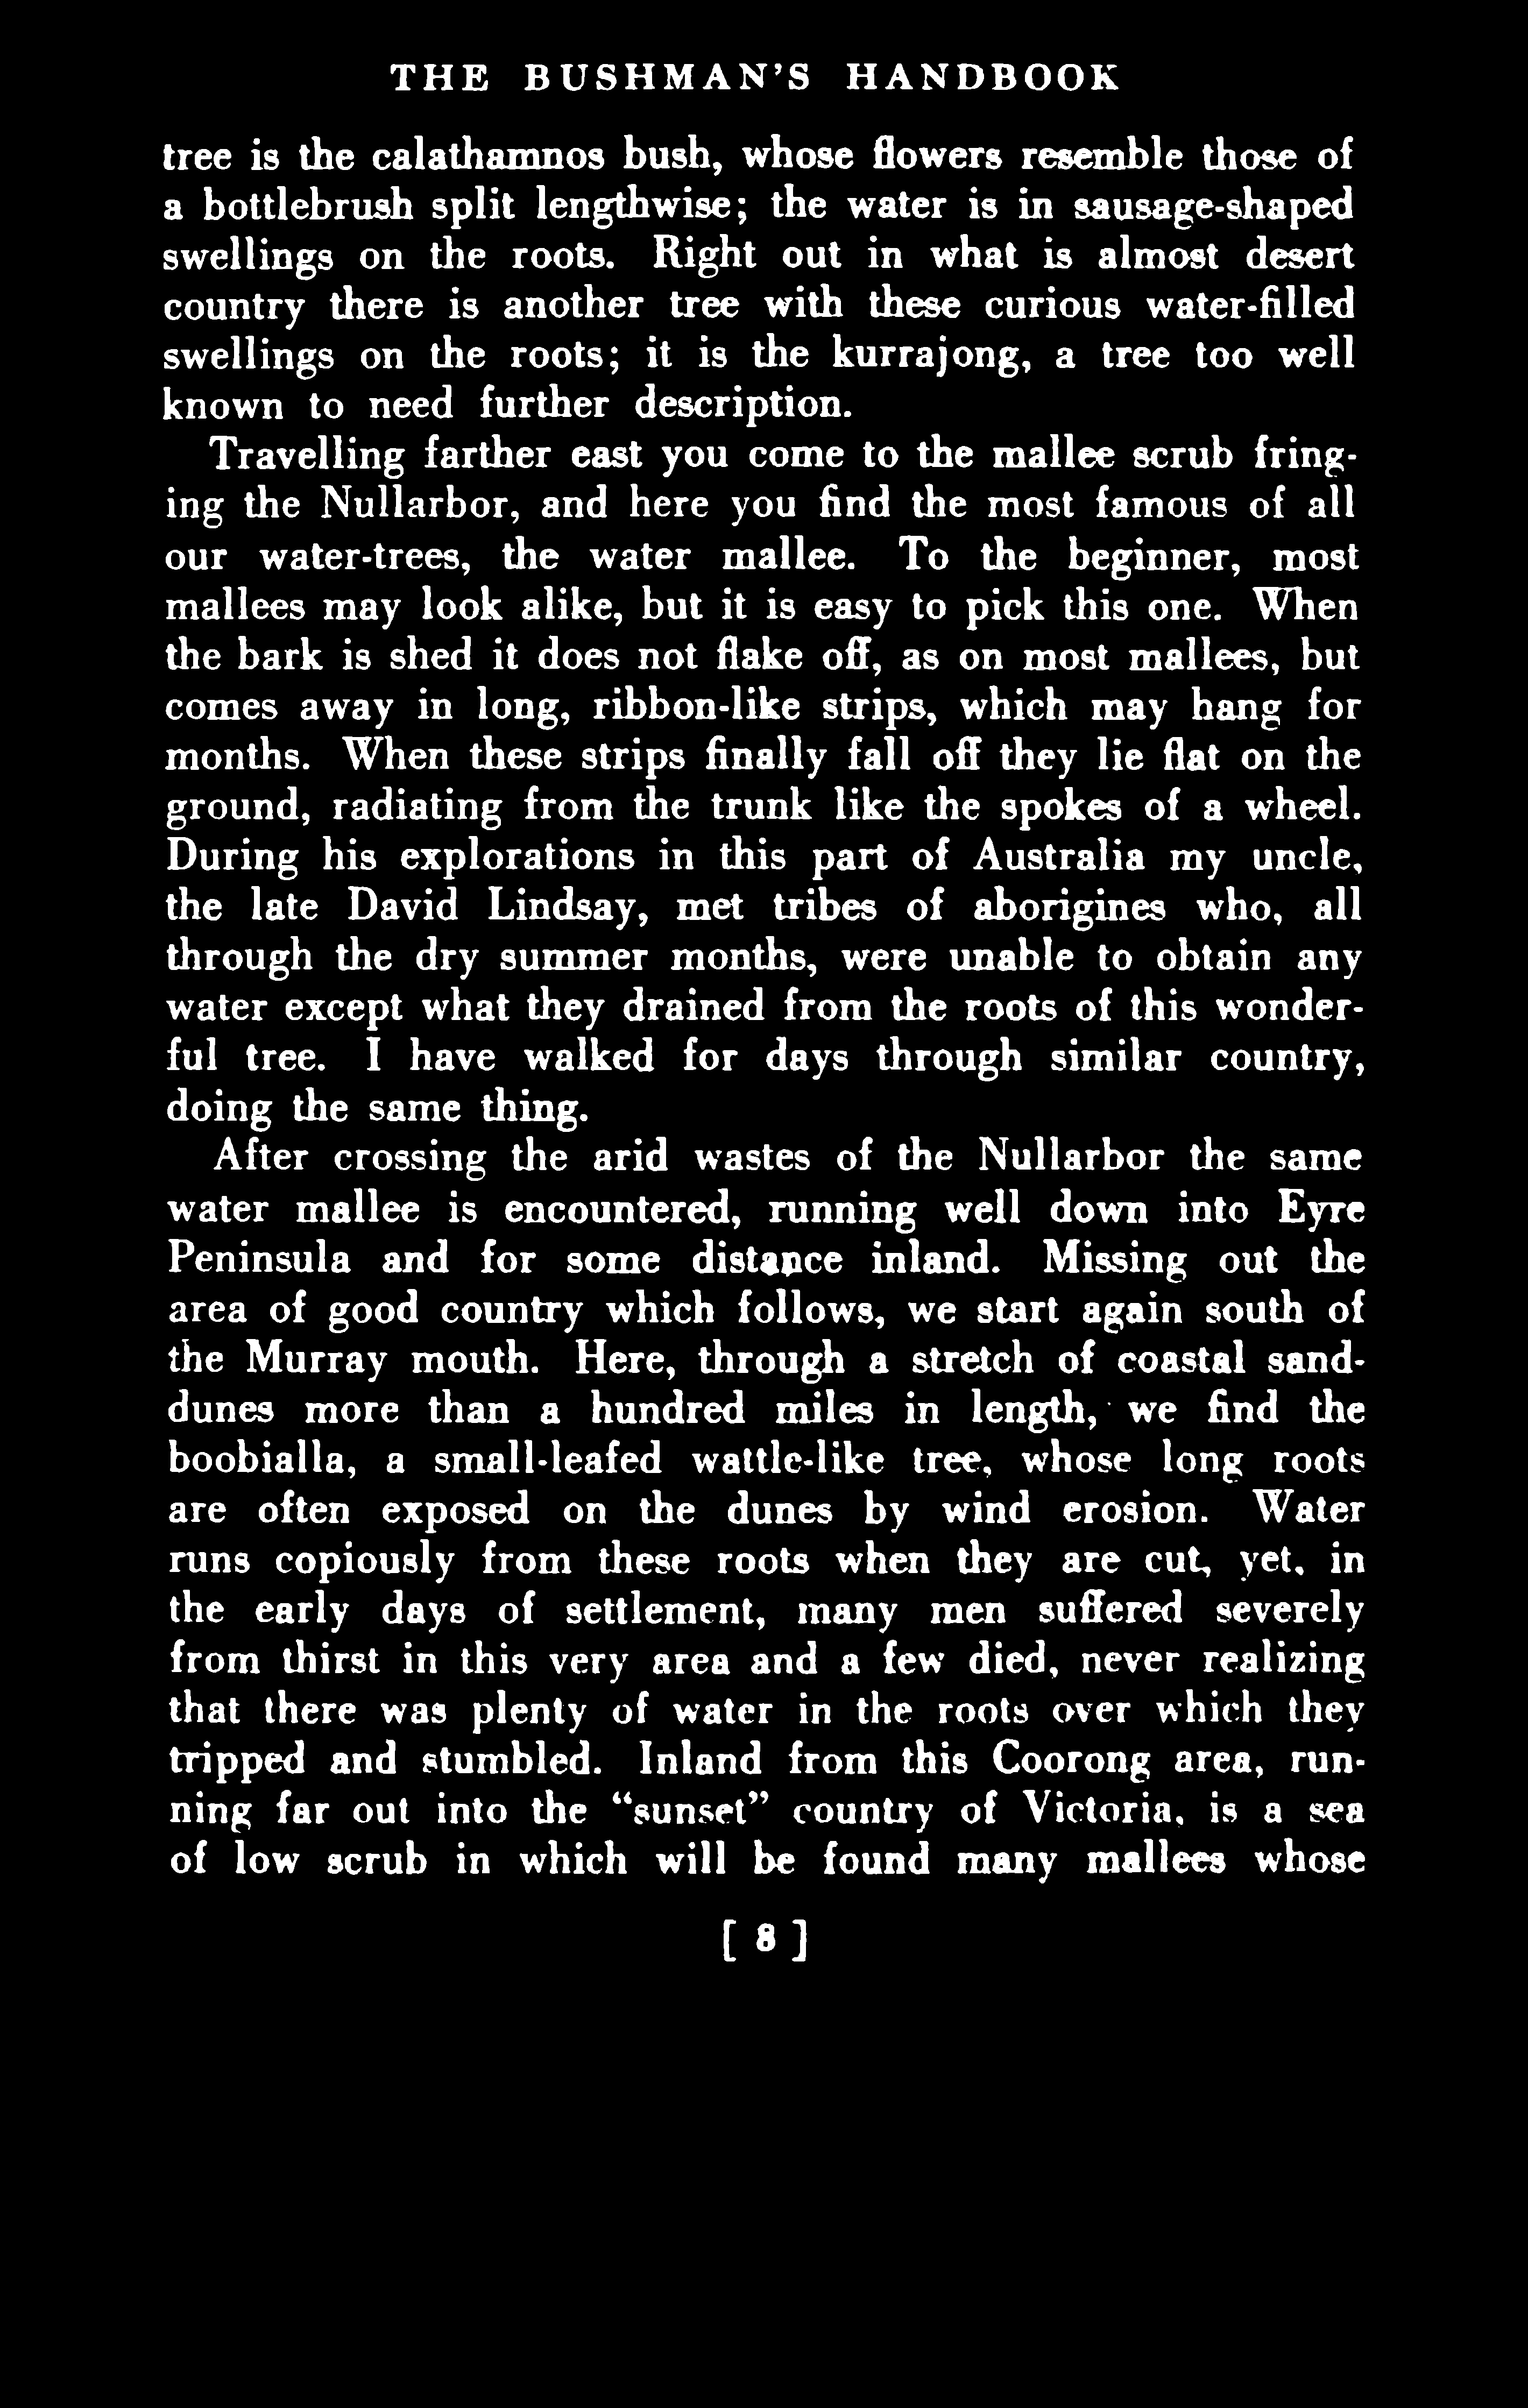 THE BUSHMAN'S HANDBOOK
tree is the calathamnos bush, whose flowers resemble those of
a bottlebrush split lengthwise; the water is in sausage-shaped
swellings on the roots. Right out in what is almost desert
country there is another tree with these curious water-filled
swellings on the roots; it is the kurrajong, a tree too well
known to need further description.
Travelling farther east you come to the mallee scrub fring-
ing the Nullarbor, and here you find the most famous of all
our water-trees, the water mallee. To the beginner, most
mallees may look alike, but it is easy to pick this one. When
the bark is shed it does not flake off, as on most mallees, but
comes away in long, ribbon-like strips, which may hang for
months. When these strips finally fall off they lie flat on the
ground, radiating from the trunk like the spokes of a wheel.
During his explorations in this part of Australia my uncle,
the late David Lindsay, met tribes of aborigines who, all
through the dry summer months, were unable to obtain any
water except what they drained from the roots of this wonder-
ful tree. I have walked for days through similar country,
doing the same thing.
After crossing the arid wastes of the Nullarbor the same
water mallee is encountered, running well down into Eyre
Peninsula and for some distance inland. Missing out the
area of good country which follows, we start again south of
the Murray mouth. Here, through a stretch of coastal sand-
dunes more than a hundred miles in length, we find the
boobialla, a small-leafed wattle-like tree, whose long roots
are often exposed on the dunes by wind erosion. Water
runs copiously from these roots when they are cut, yet, in
the early days of settlement, many men suffered severely
from thirst in this very area and a few died, never realizing
that there was plenty of water in the roots over which they
tripped and stumbled. Inland from this Coorong area, run-
ning far out into the "sunset" country of Victoria, is a sea
of low scrub in which will be found many mallees whose
[ 8 ]